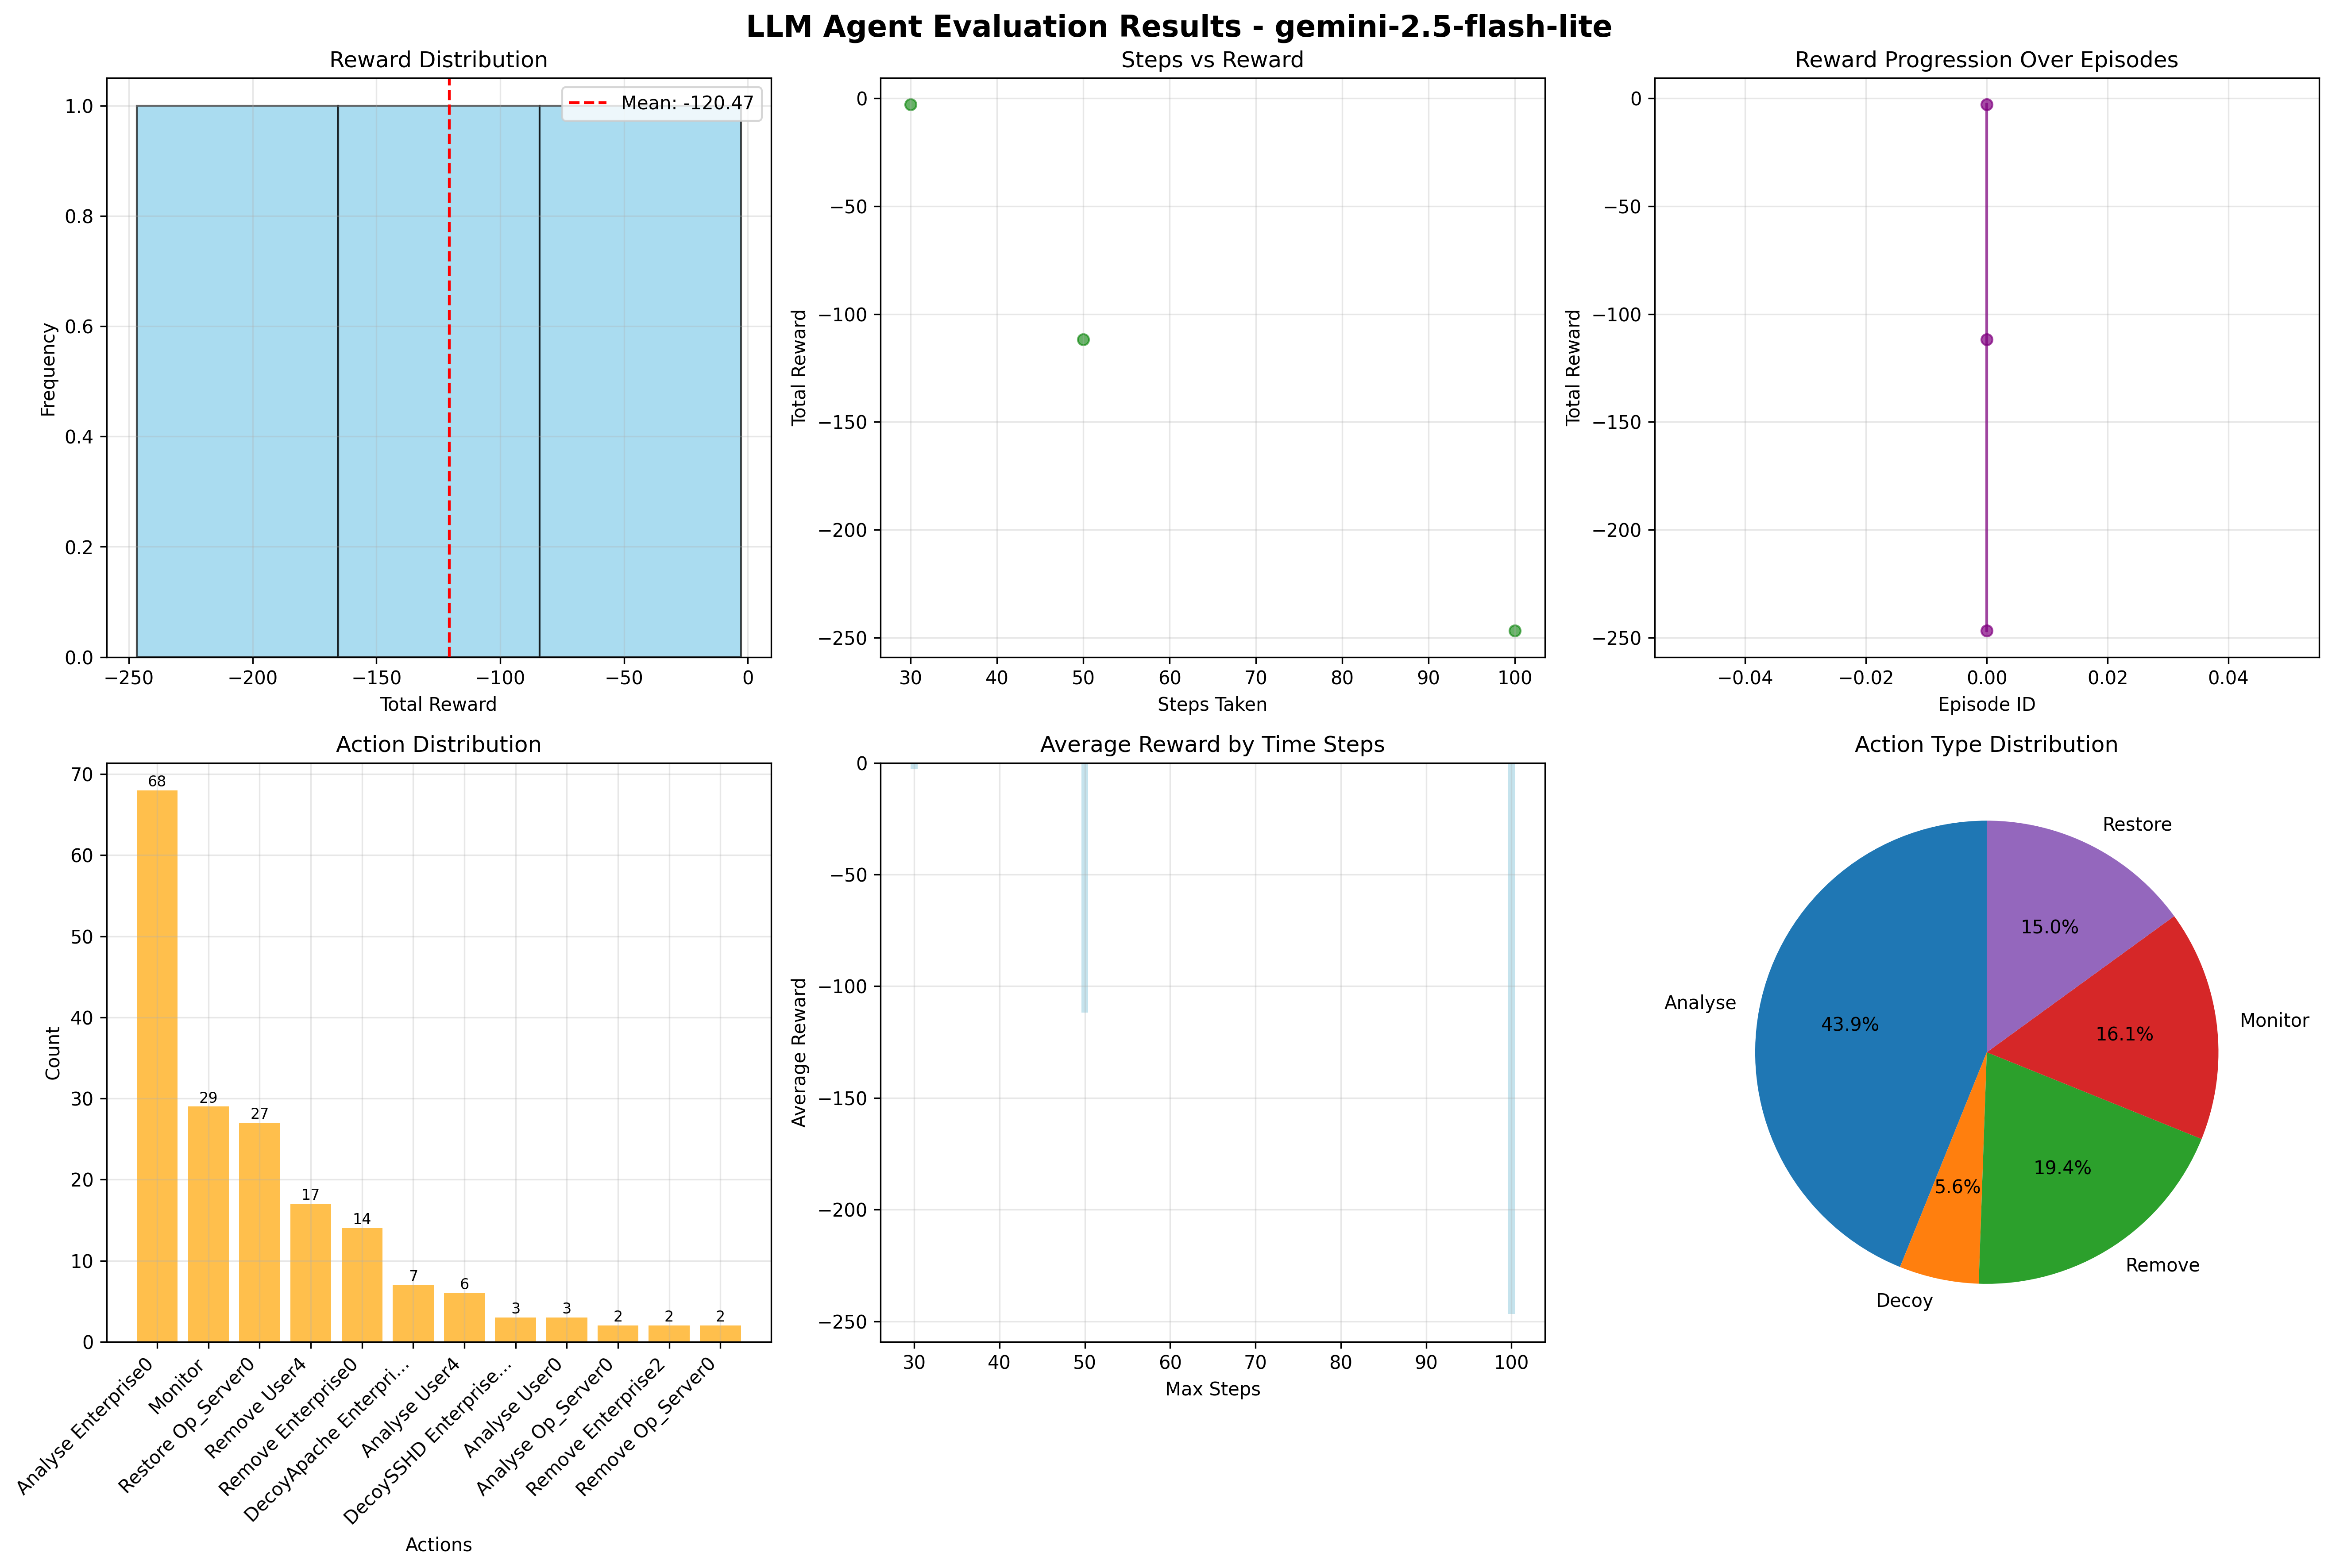 LLM Agent Evaluation Results - gemini-2.5-flash-lite
Reward Distribution
Mean: -120.47
1.0
0.8
0.6
0.4
0.2
0.0
Frequency
−250
−200
−150
−100
−50
0
Total Reward
Steps vs Reward
0
−50
−100
−150
−200
−250
Total Reward
30
40
50
60
70
80
90
100
Steps Taken
Reward Progression Over Episodes
0
−50
−100
−150
−200
−250
Total Reward
−0.04
−0.02
0.00
0.02
0.04
Episode ID
Action Distribution
70
60
50
40
30
20
10
0
Count
68
29
27
17
14
7
6
3
3
2
2
2
Analyse Enterprise0
Monitor
Restore Op_Server0
Remove User4
Remove Enterprise0
DecoyApache Enterpri...
Analyse User4
DecoySSHD Enterprise...
Analyse User0
Analyse Op_Server0
Remove Enterprise2
Remove Op_Server0
Actions
Average Reward by Time Steps
0
−50
−100
−150
−200
−250
Average Reward
30
40
50
60
70
80
90
100
Max Steps
Action Type Distribution
Restore
15.0%
Analyse
43.9%
Monitor
16.1%
19.4%
5.6%
Remove
Decoy